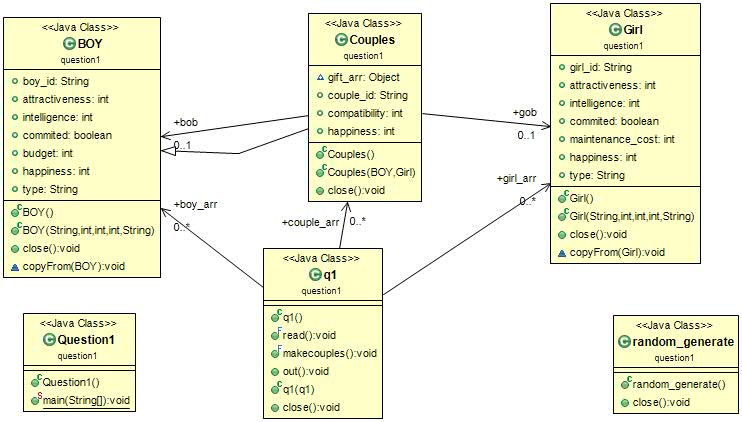 <<Java Class>>
BOY
question1
boy_id: String
attractiveness: int
intelligence: int
commited: boolean
budget: int
happiness: int
type: String
BOY()
BOY(String,int,int,int,String)
close():void
copyFrom(BOY):void
<<Java Class>>
Couples
question1
gift_arr: Object
couple_id: String
compatibility: int
happiness: int
Couples()
Couples(BOY,Girl)
close():void
<<Java Class>>
Girl
question1
girl_id: String
attractiveness: int
intelligence: int
commited: boolean
maintenance_cost: int
happiness: int
type: String
Girl()
Girl(String,int,int,int,String)
close():void
copyFrom(Girl):void
+bob
0..1
+gob
0..1
+boy_arr
0..*
+couple_arr
0..*
+girl_arr
0..*
<<Java Class>>
q1
question1
q1()
read():void
makecouples():void
out():void
q1(q1)
close():void
<<Java Class>>
Question1
question1
Question1()
main(String[]):void
<<Java Class>>
random_generate
question1
random_generate()
close():void